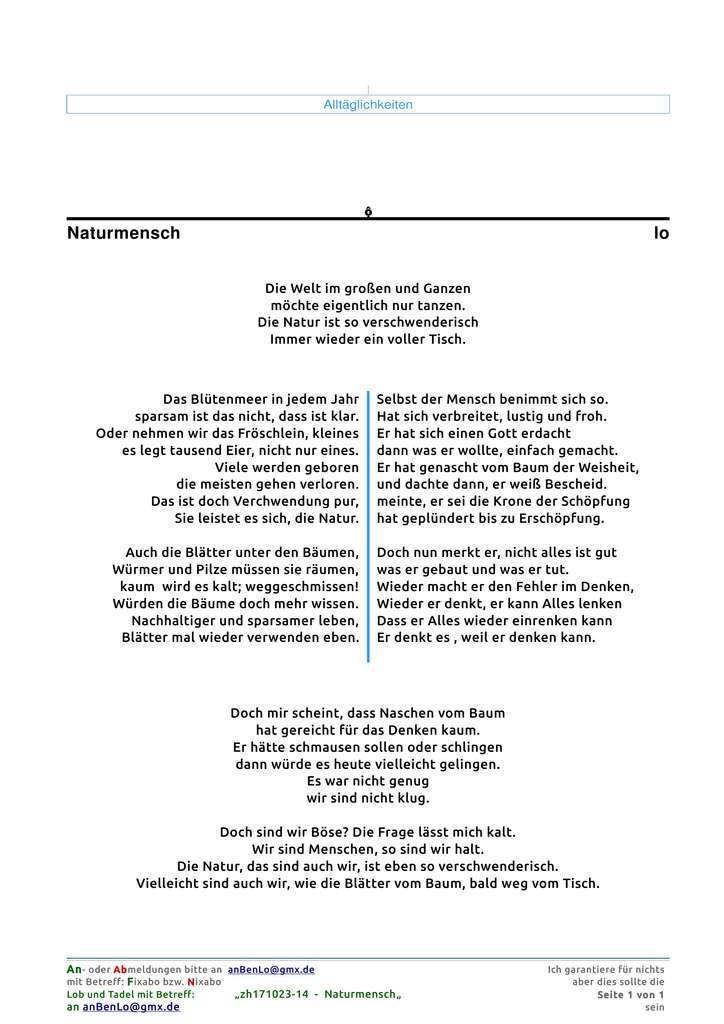 Alltäglichkeiten
Naturmensch lo
Die Welt im großen und Ganzen
möchte eigentlich nur tanzen.
Die Natur ist so verschwenderisch
Immer wieder ein voller Tisch.
Das Blütenmeer in jedem Jahr
sparsam ist das nicht, dass ist klar.
Oder nehmen wir das Fröschlein, kleines
es legt tausend Eier, nicht nur eines.
Viele werden geboren
die meisten gehen verloren.
Das ist doch Verchwendung pur,
Sie leistet es sich, die Natur.
Auch die Blätter unter den Bäumen,
Würmer und Pilze müssen sie räumen,
kaum wird es kalt; weggeschmissen!
Würden die Bäume doch mehr wissen.
Nachhaltiger und sparsamer leben,
Blätter mal wieder verwenden eben.
Selbst der Mensch benimmt sich so.
Hat sich verbreitet, lustig und froh.
Er hat sich einen Gott erdacht
dann was er wollte, einfach gemacht.
Er hat genascht vom Baum der Weisheit,
und dachte dann, er weiß Bescheid.
meinte, er sei die Krone der Schöpfung
hat geplündert bis zu Erschöpfung.
Doch nun merkt er, nicht alles ist gut
was er gebaut und was er tut.
Wieder macht er den Fehler im Denken,
Wieder er denkt, er kann Alles lenken
Dass er Alles wieder einrenken kann
Er denkt es , weil er denken kann.
Doch mir scheint, dass Naschen vom Baum
hat gereicht für das Denken kaum.
Er hätte schmausen sollen oder schlingen
dann würde es heute vielleicht gelingen.
Es war nicht genug
wir sind nicht klug.
Doch sind wir Böse? Die Frage lässt mich kalt.
Wir sind Menschen, so sind wir halt.
Die Natur, das sind auch wir, ist eben so verschwenderisch.
Vielleicht sind auch wir, wie die Blätter vom Baum, bald weg vom Tisch.
An- oder Abmeldungen bitte an anBenLo@gmx.de
mit Betreff: Fixabo bzw. Nixabo
Lob und Tadel mit Betreff: „zh171023-14 - Naturmensch„
an anBenLo@gmx.de
Ich garantiere für nichts
aber dies sollte die
Seite 1 von 1
sein